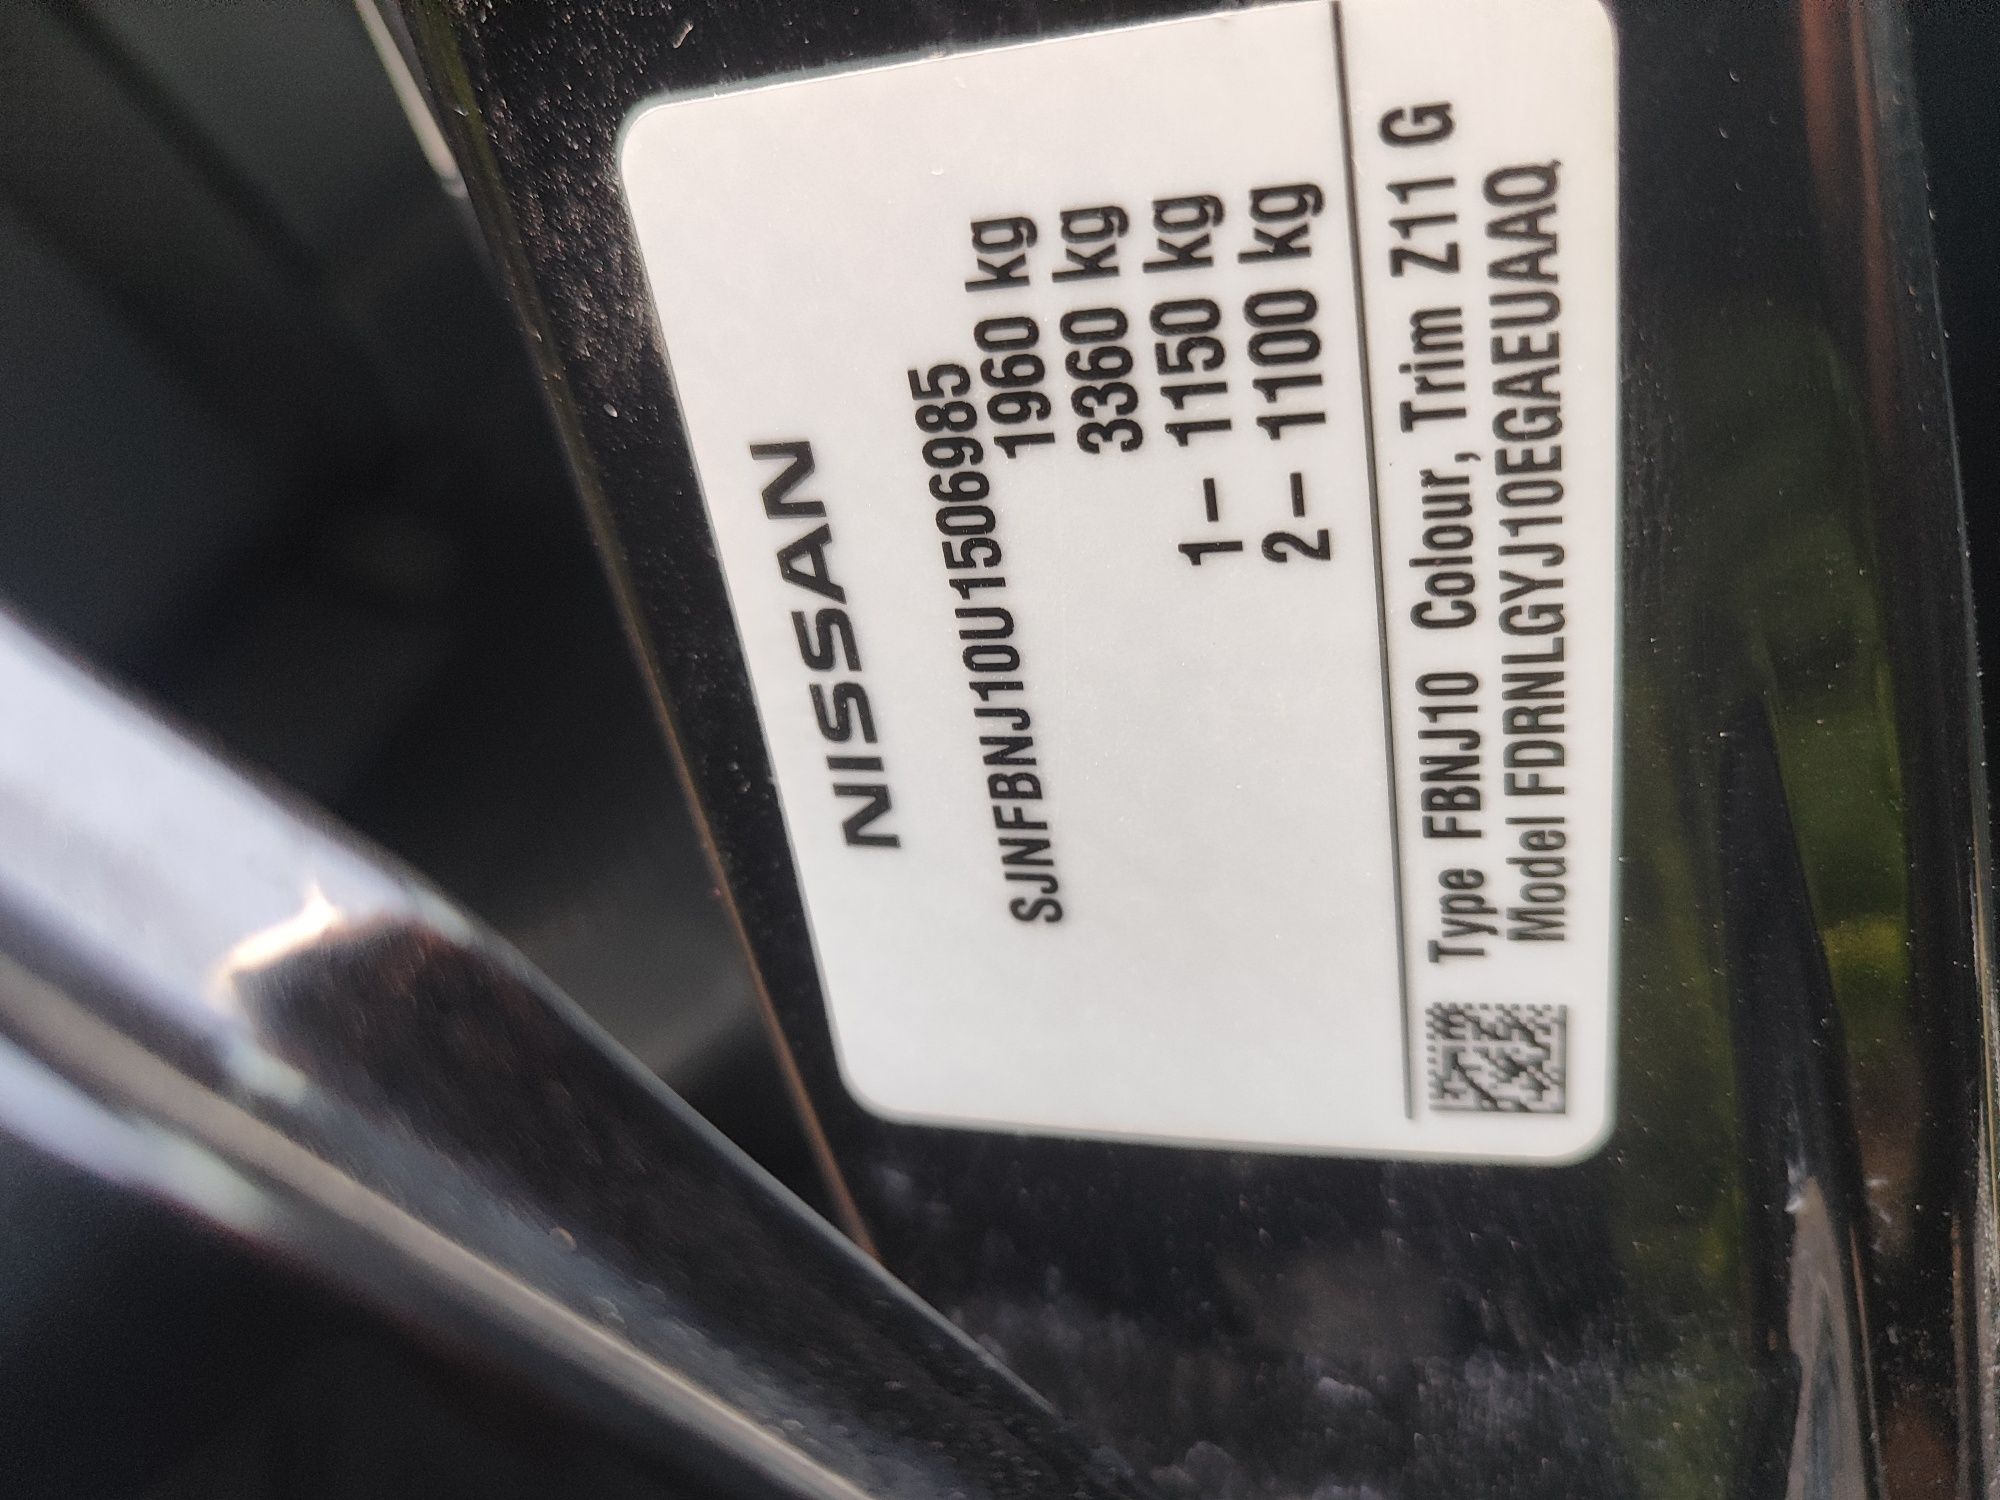 NISSAN
SJNFBNJ10U1506985
1960 kg
3360 kg
1– 1150 kg
2– 1100 kg
Type FBNJ10 Colour, Trim Z11 G
Model FDRNLGYJ10EGAEUAAQ